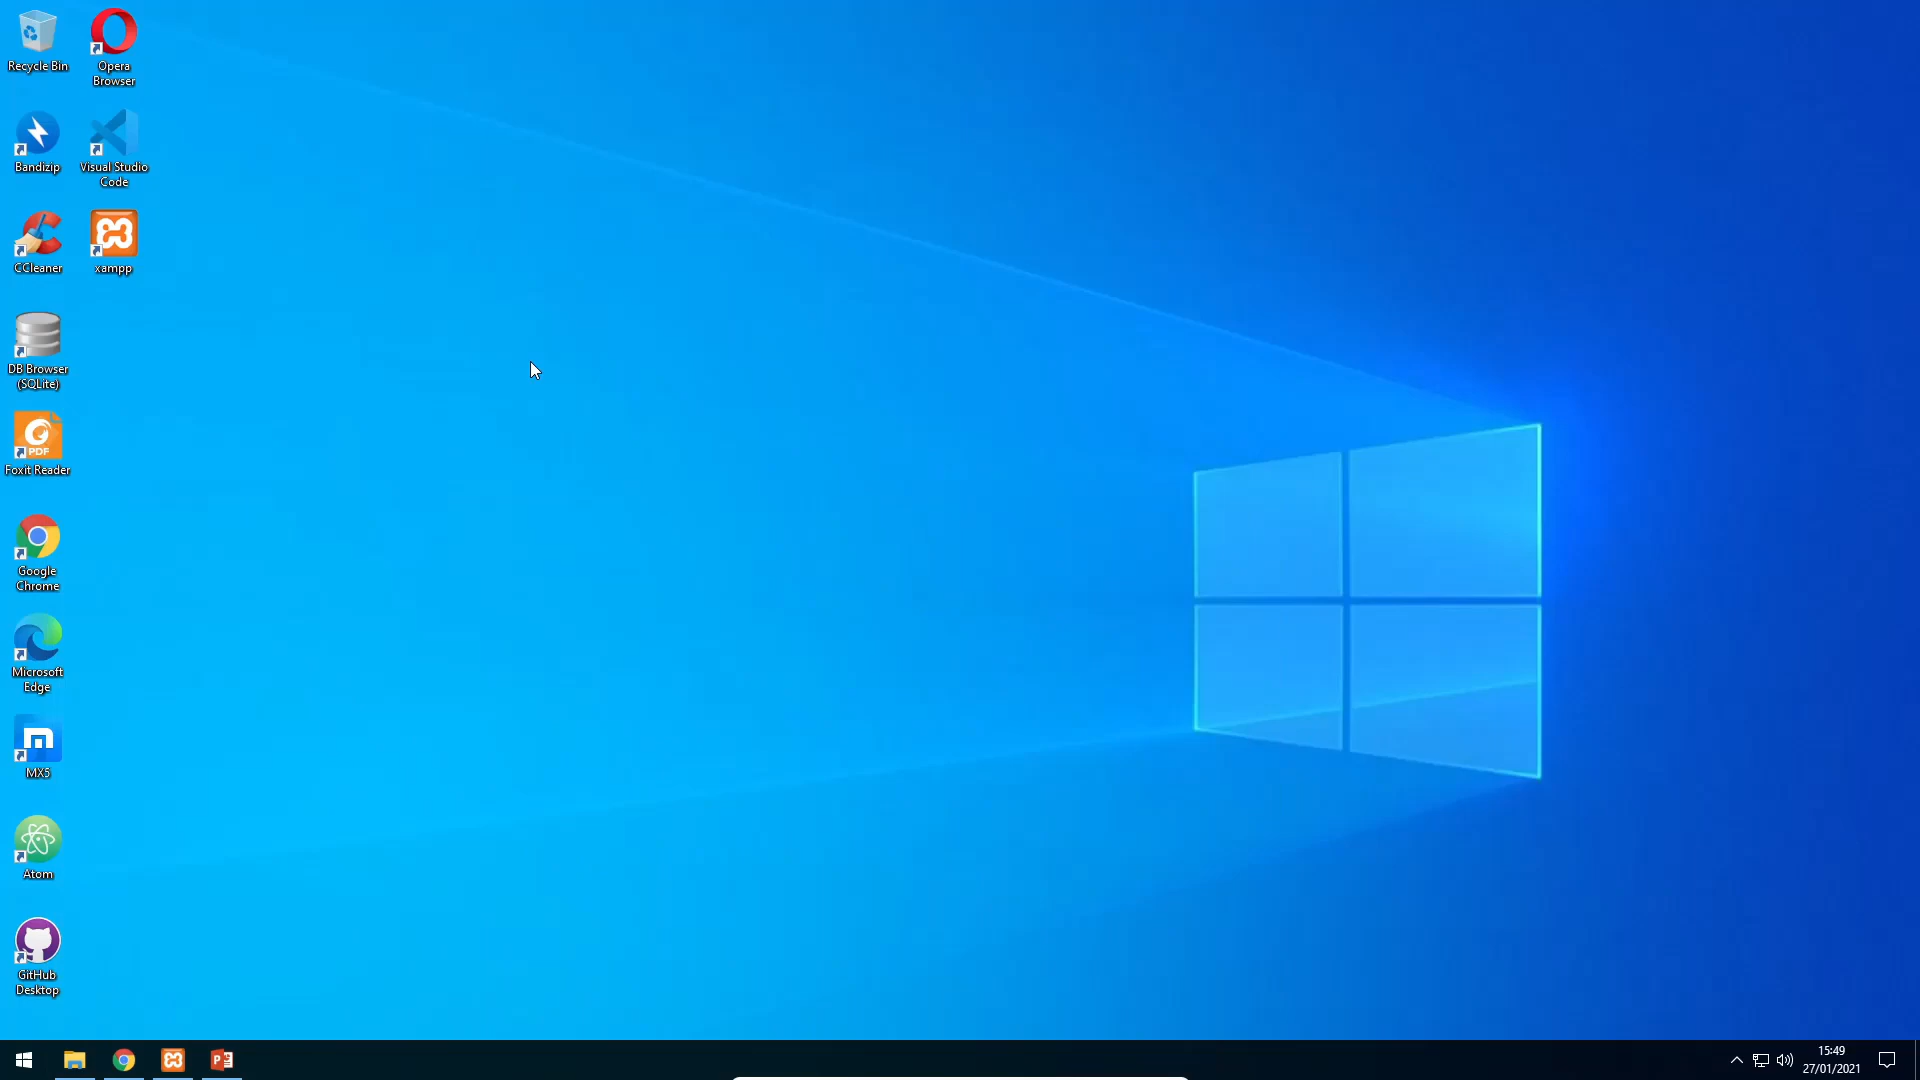 Recycle Bin
Opera
Browser
Bandizip
Visual Studio
Code
CCleaner
xampp
DB Browser
(SQLite)
PDF
Foxit Reader
Google
Chrome
Microsoft
Edge
MX5
Atom
GitHub
Desktop
15:49
27/01/2021